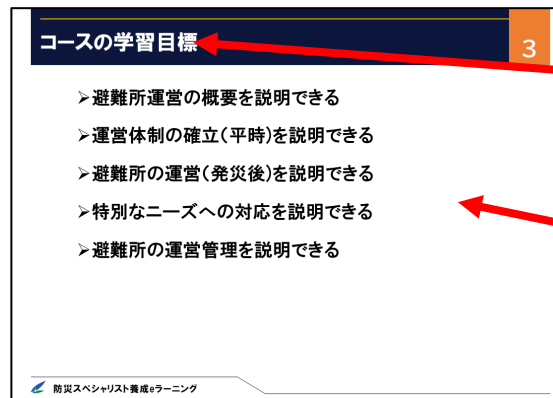 コースの学習目標
3
➢避難所運営の概要を説明できる
➢運営体制の確立(平時)を説明できる
➢避難所の運営(発災後)を説明できる
➢特別なニーズへの対応を説明できる
➢避難所の運営管理を説明できる
防災スペシャリスト養成eラーニング